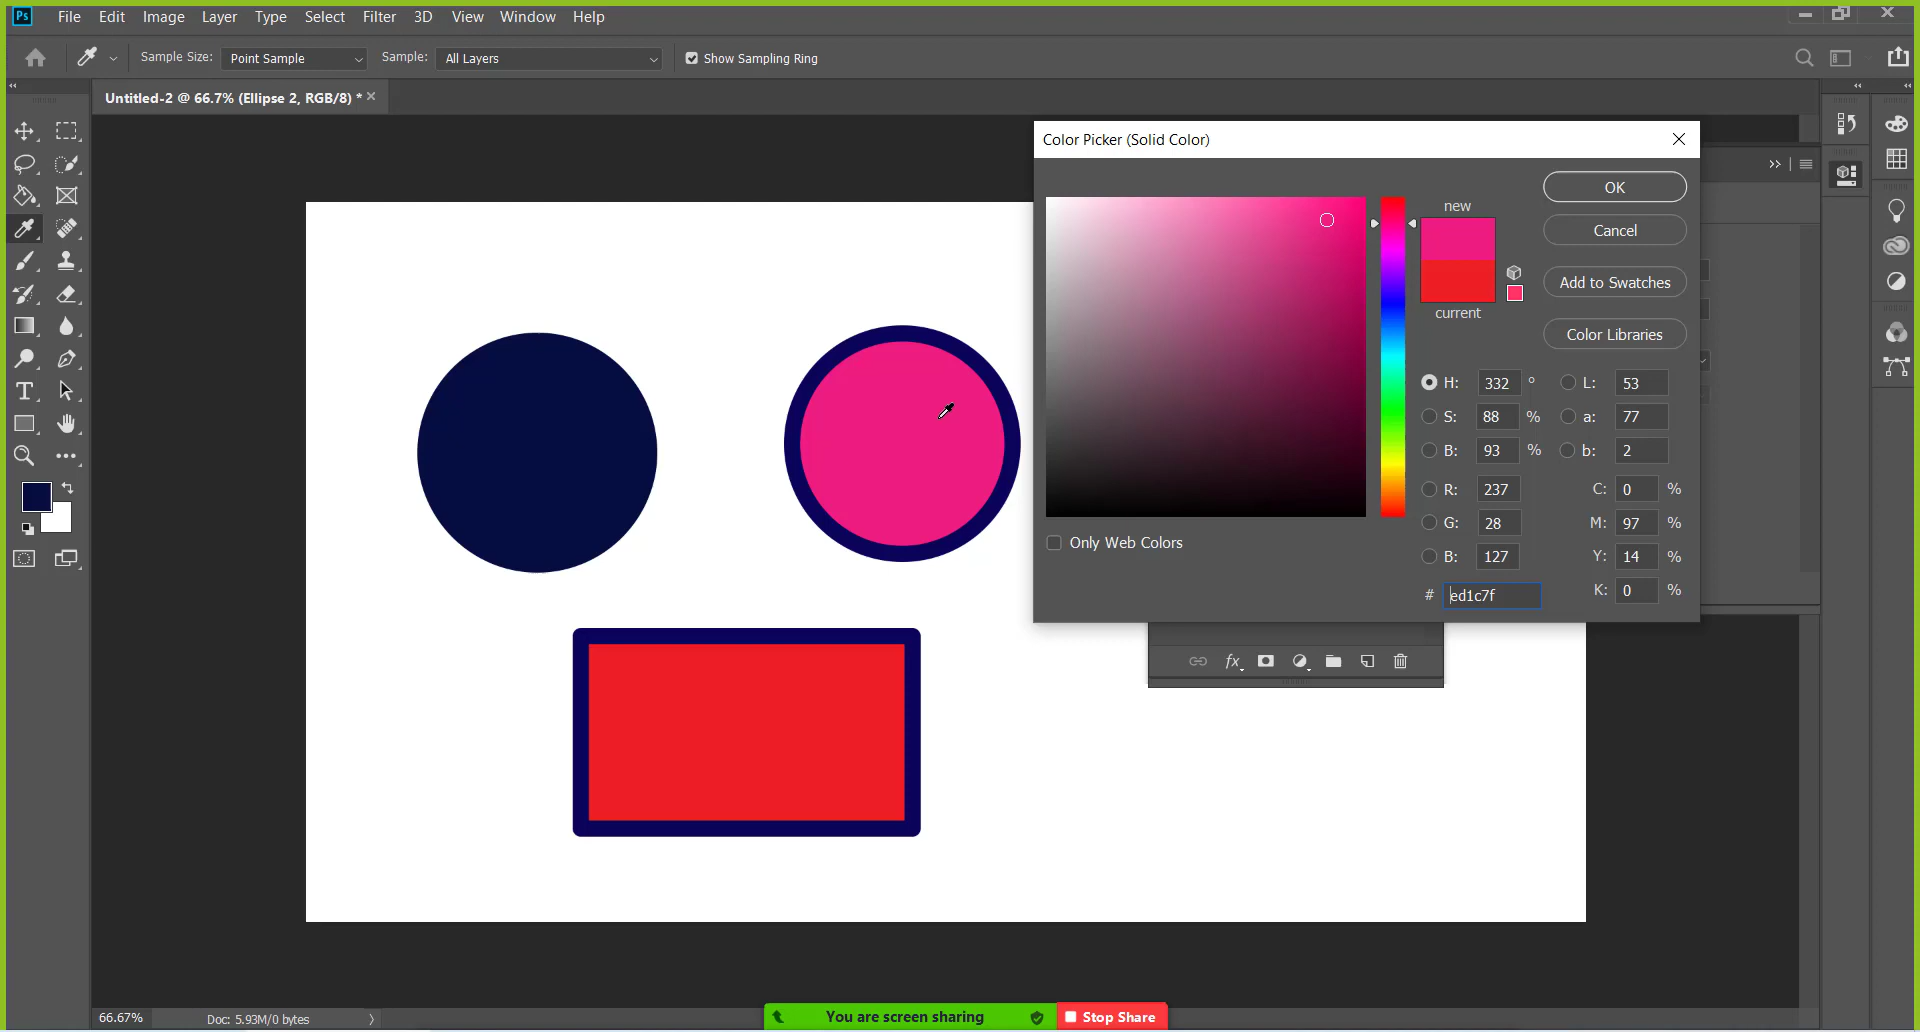 Ps File Edit Image Layer Type Select Filter 3D View Window Help
Sample Size: Point Sample Sample: All Layers Show Sampling Ring
Untitled-2 @ 66.7% (Ellipse 2, RGB/8) *
Color Picker (Solid Color)
new
current
OK
Cancel
Add to Swatches
Color Libraries
H: 332 ° L: 53
S: 88 % a: 77
B: 93 % b: 2
R: 237 C: 0 %
G: 28 M: 97 %
B: 127 Y: 14 %
# ed1c7f K: 0 %
Only Web Colors
fx
T
66.67% Doc: 5.93M/0 bytes
You are screen sharing Stop Share